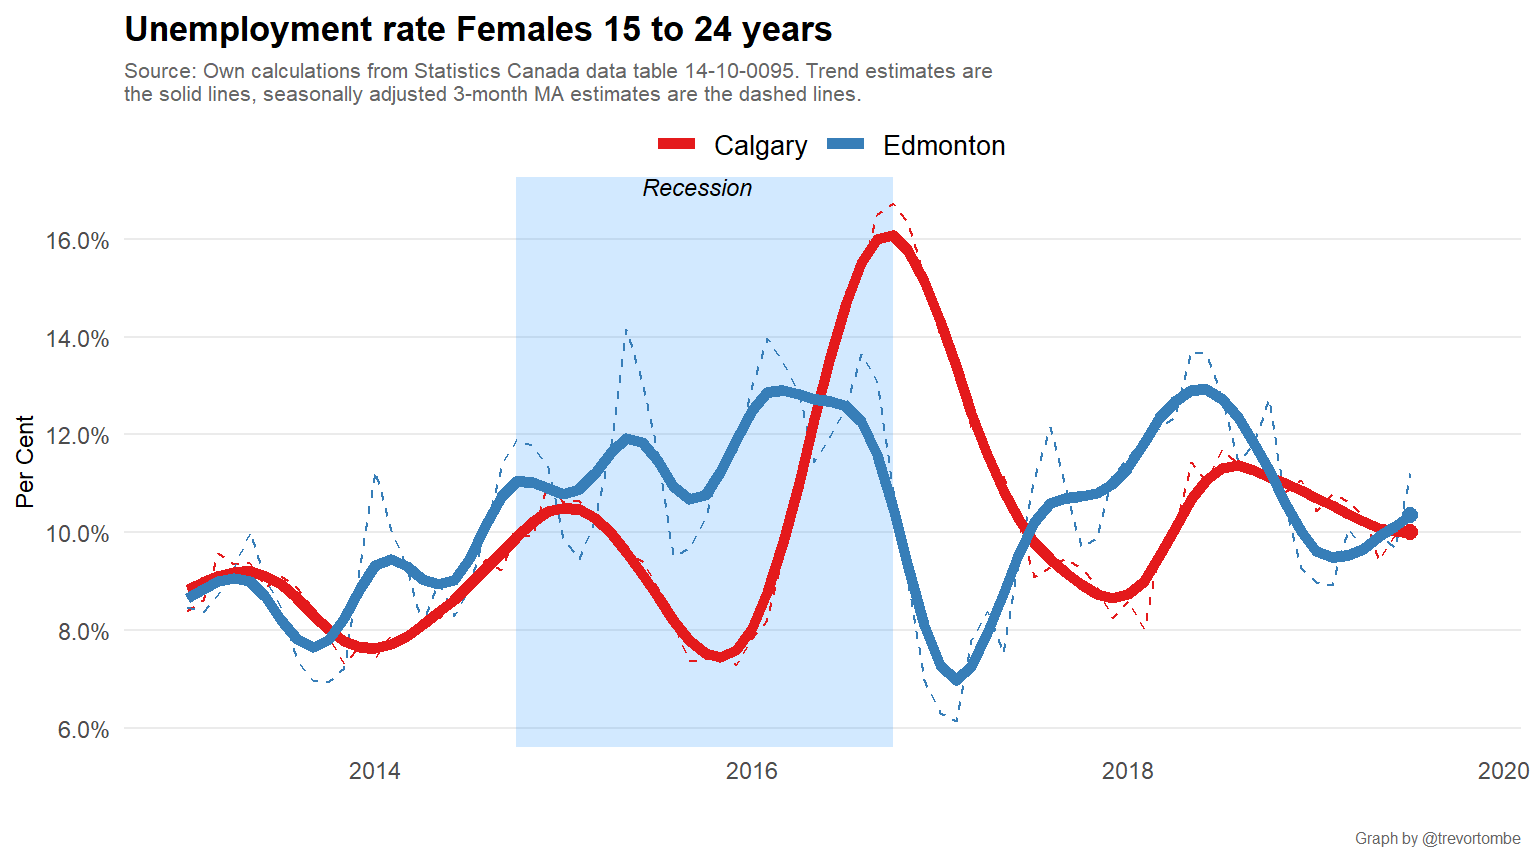 Unemployment rate Females 15 to 24 years
Source: Own calculations from Statistics Canada data table 14-10-0095. Trend estimates are
the solid lines, seasonally adjusted 3-month MA estimates are the dashed lines.
Calgary Edmonton
Recession
16.0%
14.0%
12.0%
10.0%
8.0%
6.0%
Per Cent
2014 2016 2018 2020
Graph by @trevortombe